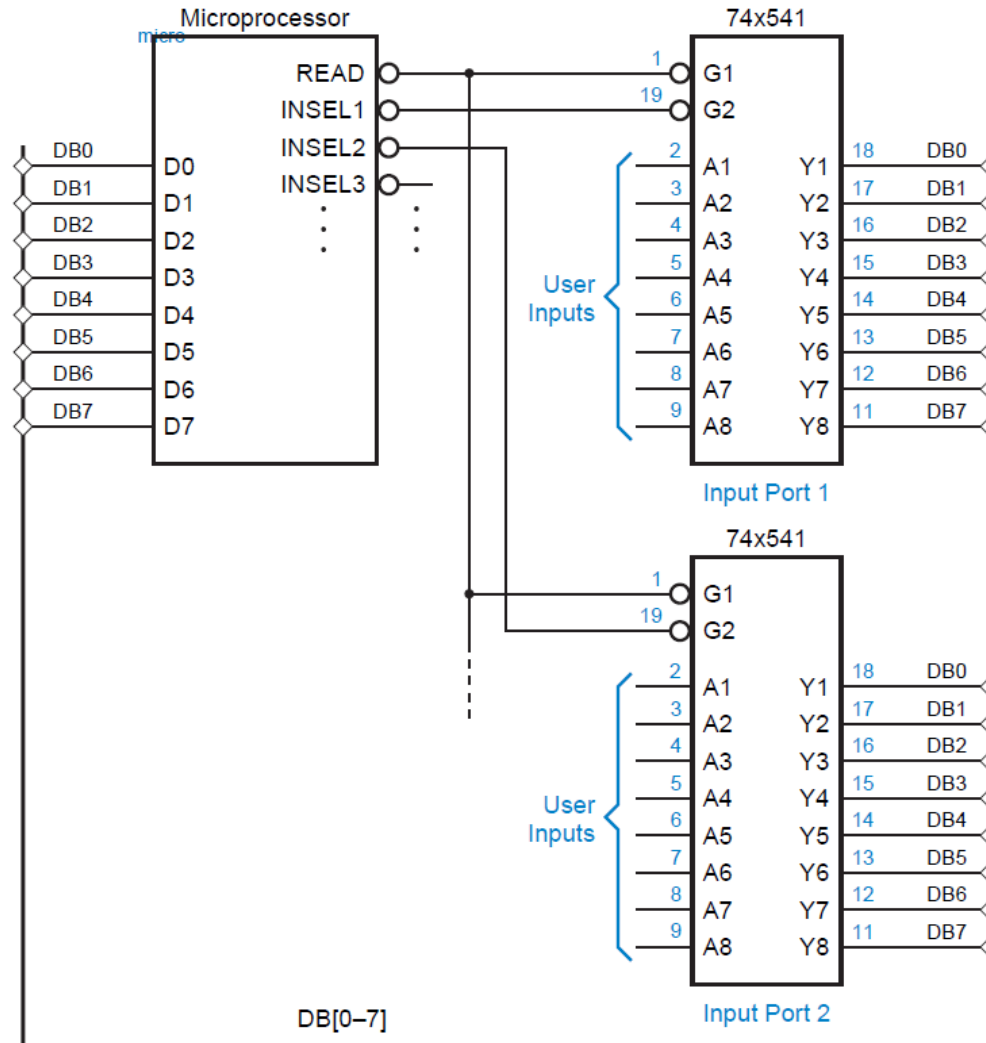 Microprocessor
micro
READ
INSEL1
INSEL2
INSEL3
DB0 D0
DB1 D1
DB2 D2
DB3 D3
DB4 D4
DB5 D5
DB6 D6
DB7 D7
74x541
1 G1
19 G2
User
Inputs
2 A1 Y1 18 DB0
3 A2 Y2 17 DB1
4 A3 Y3 16 DB2
5 A4 Y4 15 DB3
6 A5 Y5 14 DB4
7 A6 Y6 13 DB5
8 A7 Y7 12 DB6
9 A8 Y8 11 DB7
Input Port 1
74x541
1 G1
19 G2
User
Inputs
2 A1 Y1 18 DB0
3 A2 Y2 17 DB1
4 A3 Y3 16 DB2
5 A4 Y4 15 DB3
6 A5 Y5 14 DB4
7 A6 Y6 13 DB5
8 A7 Y7 12 DB6
9 A8 Y8 11 DB7
Input Port 2
DB[0–7]